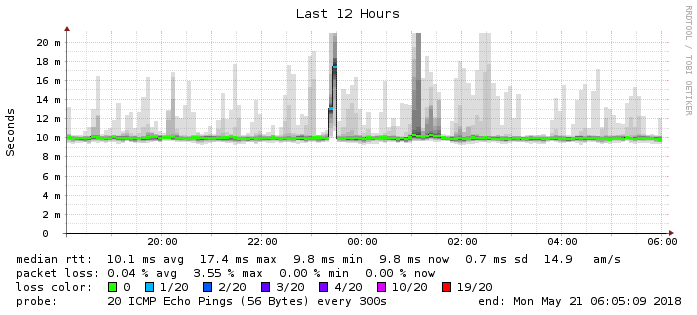 Last 12 Hours
RRDTOOL / TOBI OETIKER
Seconds
20 m
18 m
16 m
14 m
12 m
10 m
8 m
6 m
4 m
2 m
0
20:00 22:00 00:00 02:00 04:00 06:00
median rtt: 10.1 ms avg 17.4 ms max 9.8 ms min 9.8 ms now 0.7 ms sd 14.9 am/s
packet loss: 0.04 % avg 3.55 % max 0.00 % min 0.00 % now
loss color: 0 1/20 2/20 3/20 4/20 10/20 19/20
probe: 20 ICMP Echo Pings (56 Bytes) every 300s end: Mon May 21 06:05:09 2018